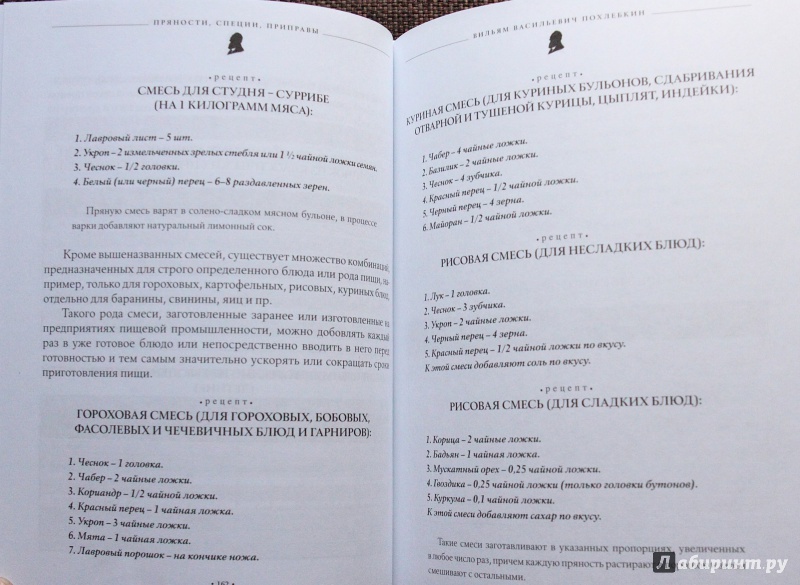 ПРЯНОСТИ, СПЕЦИИ, ПРИПРАВЫ
• рецепт •
СМЕСЬ ДЛЯ СТУДНЯ – СУРРИБЕ
(НА 1 КИЛОГРАММ МЯСА):
1. Лавровый лист – 5 шт.
2. Укроп – 2 измельченных зрелых стебля или 1 ½ чайной ложки семян.
3. Чеснок – 1/2 головки.
4. Белый (или черный) перец – 6–8 раздавленных зерен.
Пряную смесь варят в солено-сладком мясном бульоне, в процессе
варки добавляют натуральный лимонный сок.
Кроме вышеназванных смесей, существует множество комбинаций,
предназначенных для строго определенного блюда или рода пищи, на-
пример, только для гороховых, картофельных, рисовых, куриных блюд,
отдельно для баранины, свинины, яиц и пр.
Такого рода смеси, заготовленные заранее или изготовленные на
предприятиях пищевой промышленности, можно добовлять каждый
раз в уже готовое блюдо или непосредственно вводить в него перед
готовностью и тем самым значительно ускорять или сокращать сроки
приготовления пищи.
• рецепт •
ГОРОХОВАЯ СМЕСЬ (ДЛЯ ГОРОХОВЫХ, БОБОВЫХ,
ФАСОЛЕВЫХ И ЧЕЧЕВИЧНЫХ БЛЮД И ГАРНИРОВ):
1. Чеснок – 1 головка.
2. Чабер – 2 чайные ложки.
3. Кориандр – 1/2 чайной ложки.
4. Красный перец – 1 чайная ложка.
5. Укроп – 3 чайные ложки.
6. Мята – 1 чайная ложка.
7. Лавровый порошок – на кончике ножа.
162
ВИЛЬЯМ ВАСИЛЬЕВИЧ ПОХЛЕБКИН
• рецепт •
КУРИНАЯ СМЕСЬ (ДЛЯ КУРИНЫХ БУЛЬОНОВ, СДАБРИВАНИЯ
ОТВАРНОЙ И ТУШЕНОЙ КУРИЦЫ, ЦЫПЛЯТ, ИНДЕЙКИ):
1. Чабер – 4 чайные ложки.
2. Базилик – 2 чайные ложки.
3. Чеснок – 4 зубчика.
4. Красный перец – 1/2 чайной ложки.
5. Черный перец – 4 зерна.
6. Майоран – 1/2 чайной ложки.
• рецепт •
РИСОВАЯ СМЕСЬ (ДЛЯ НЕСЛАДКИХ БЛЮД):
1. Лук – 1 головка.
2. Чеснок – 3 зубчика.
3. Укроп – 2 чайные ложки.
4. Черный перец – 4 зерна.
5. Красный перец – 1/2 чайной ложки по вкусу.
К этой смеси добавляют соль по вкусу.
• рецепт •
РИСОВАЯ СМЕСЬ (ДЛЯ СЛАДКИХ БЛЮД):
1. Корица – 2 чайные ложки.
2. Бадьян – 1 чайная ложка.
3. Мускатный орех – 0,25 чайной ложки.
4. Гвоздика – 0,25 чайной ложки (только головки бутонов).
5. Куркума – 0,1 чайной ложки.
К этой смеси добавляют сахар по вкусу.
Такие смеси заготавливают в указанных пропорциях, увеличенных
в любое число раз, причем каждую пряность растирают
смешивают с остальными.
Лабиринт.ру